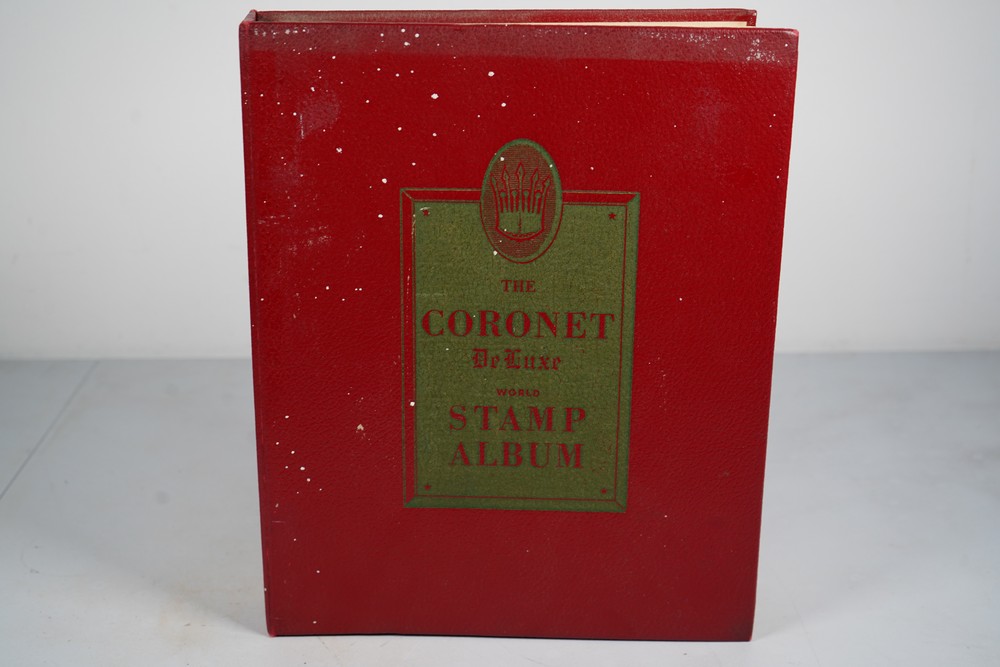 THE
CORONET
De Luxe
WORLD
STAMP
ALBUM